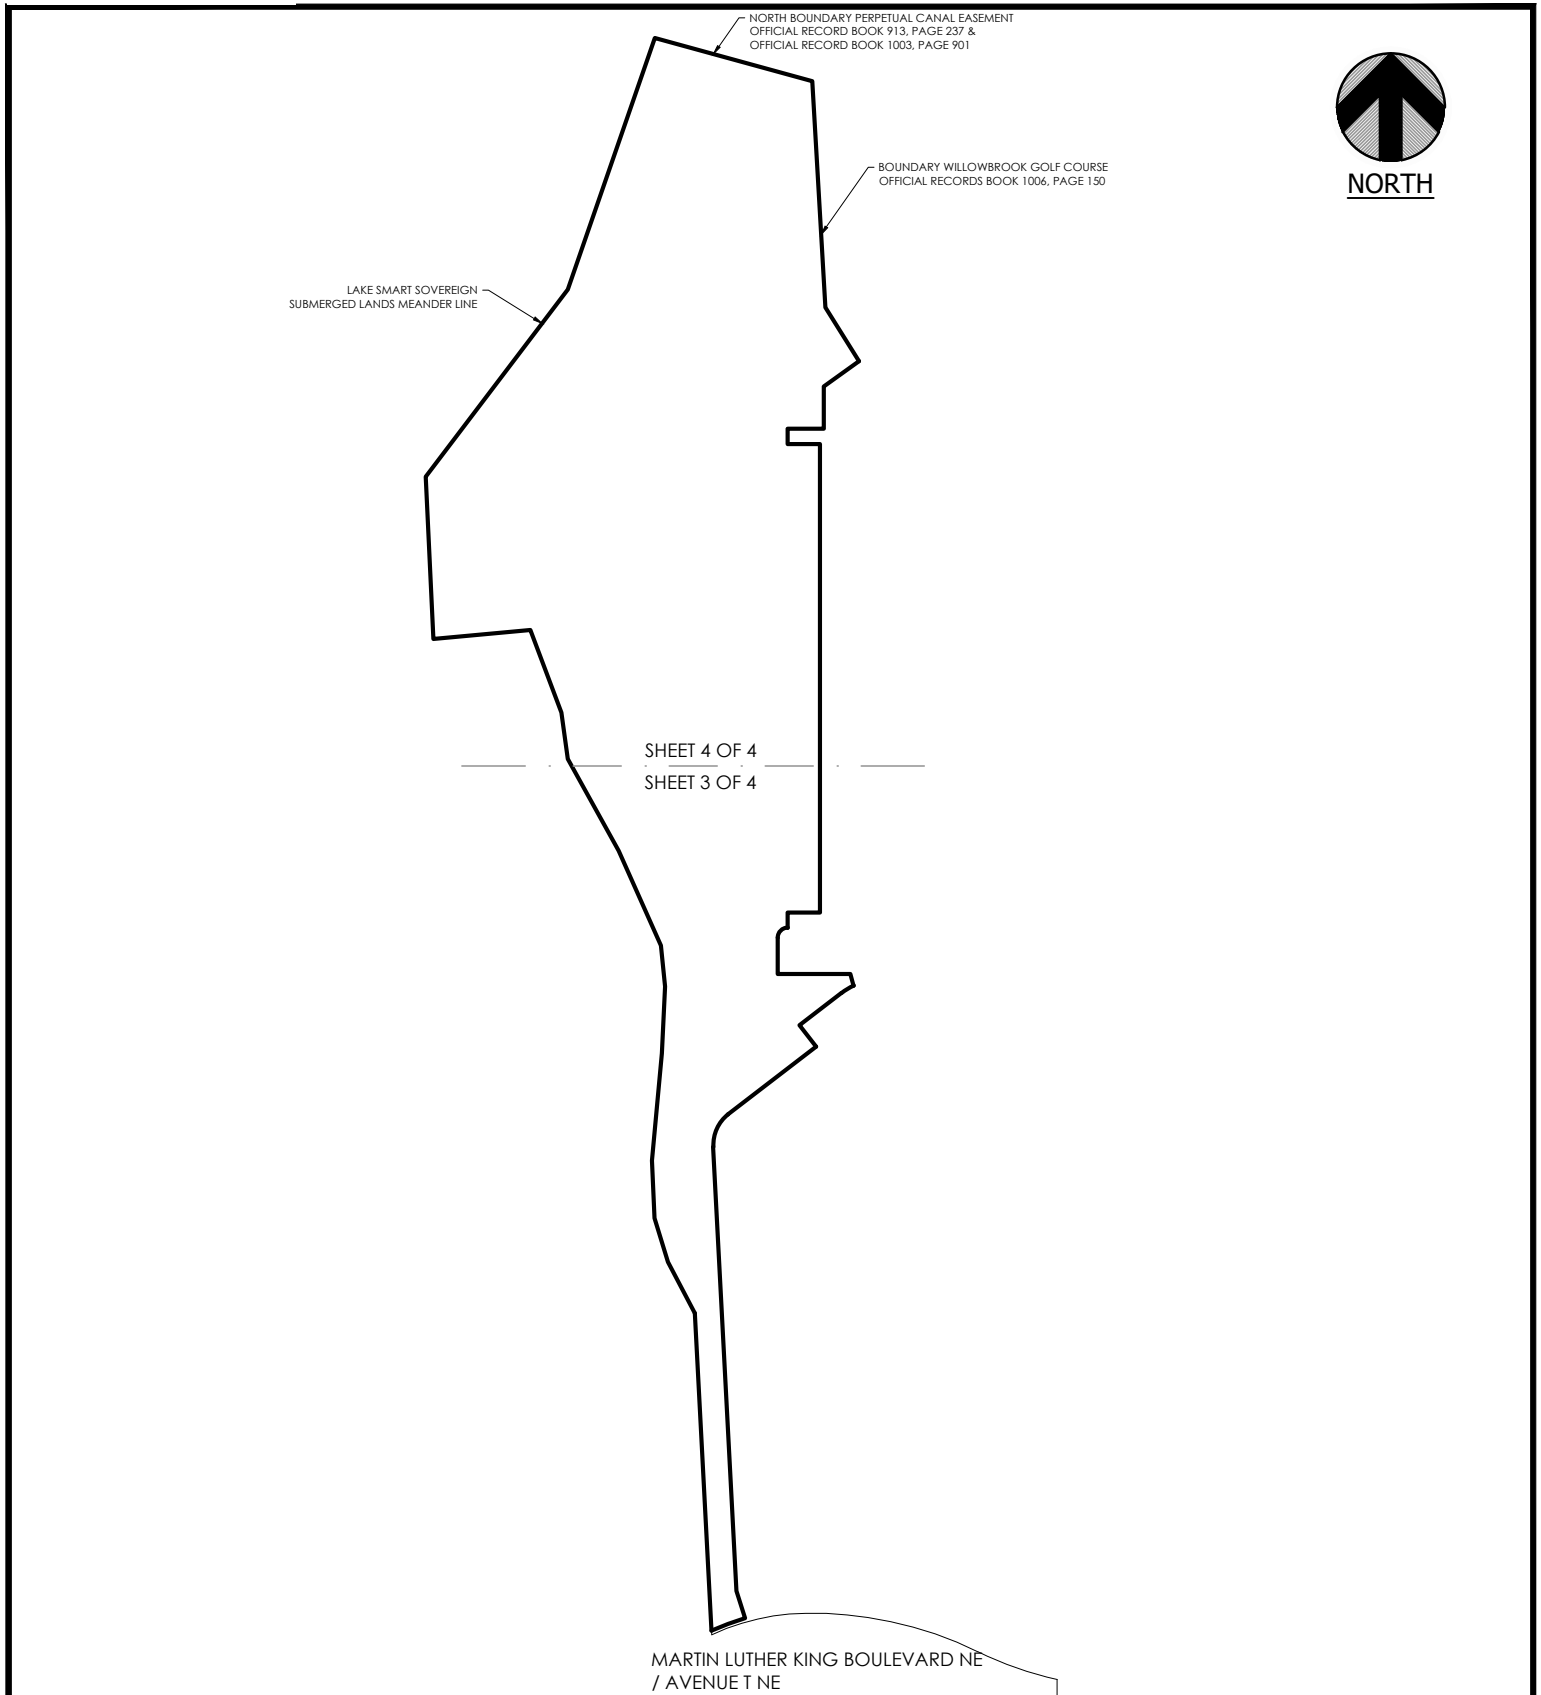 NORTH BOUNDARY PERPETUAL CANAL EASEMENT
OFFICIAL RECORD BOOK 913, PAGE 237 &
OFFICIAL RECORD BOOK 1003, PAGE 901
BOUNDARY WILLOWBROOK GOLF COURSE
OFFICIAL RECORDS BOOK 1006, PAGE 150
NORTH
LAKE SMART SOVEREIGN
SUBMERGED LANDS MEANDER LINE
SHEET 4 OF 4
SHEET 3 OF 4
MARTIN LUTHER KING BOULEVARD NE
/ AVENUE T NE